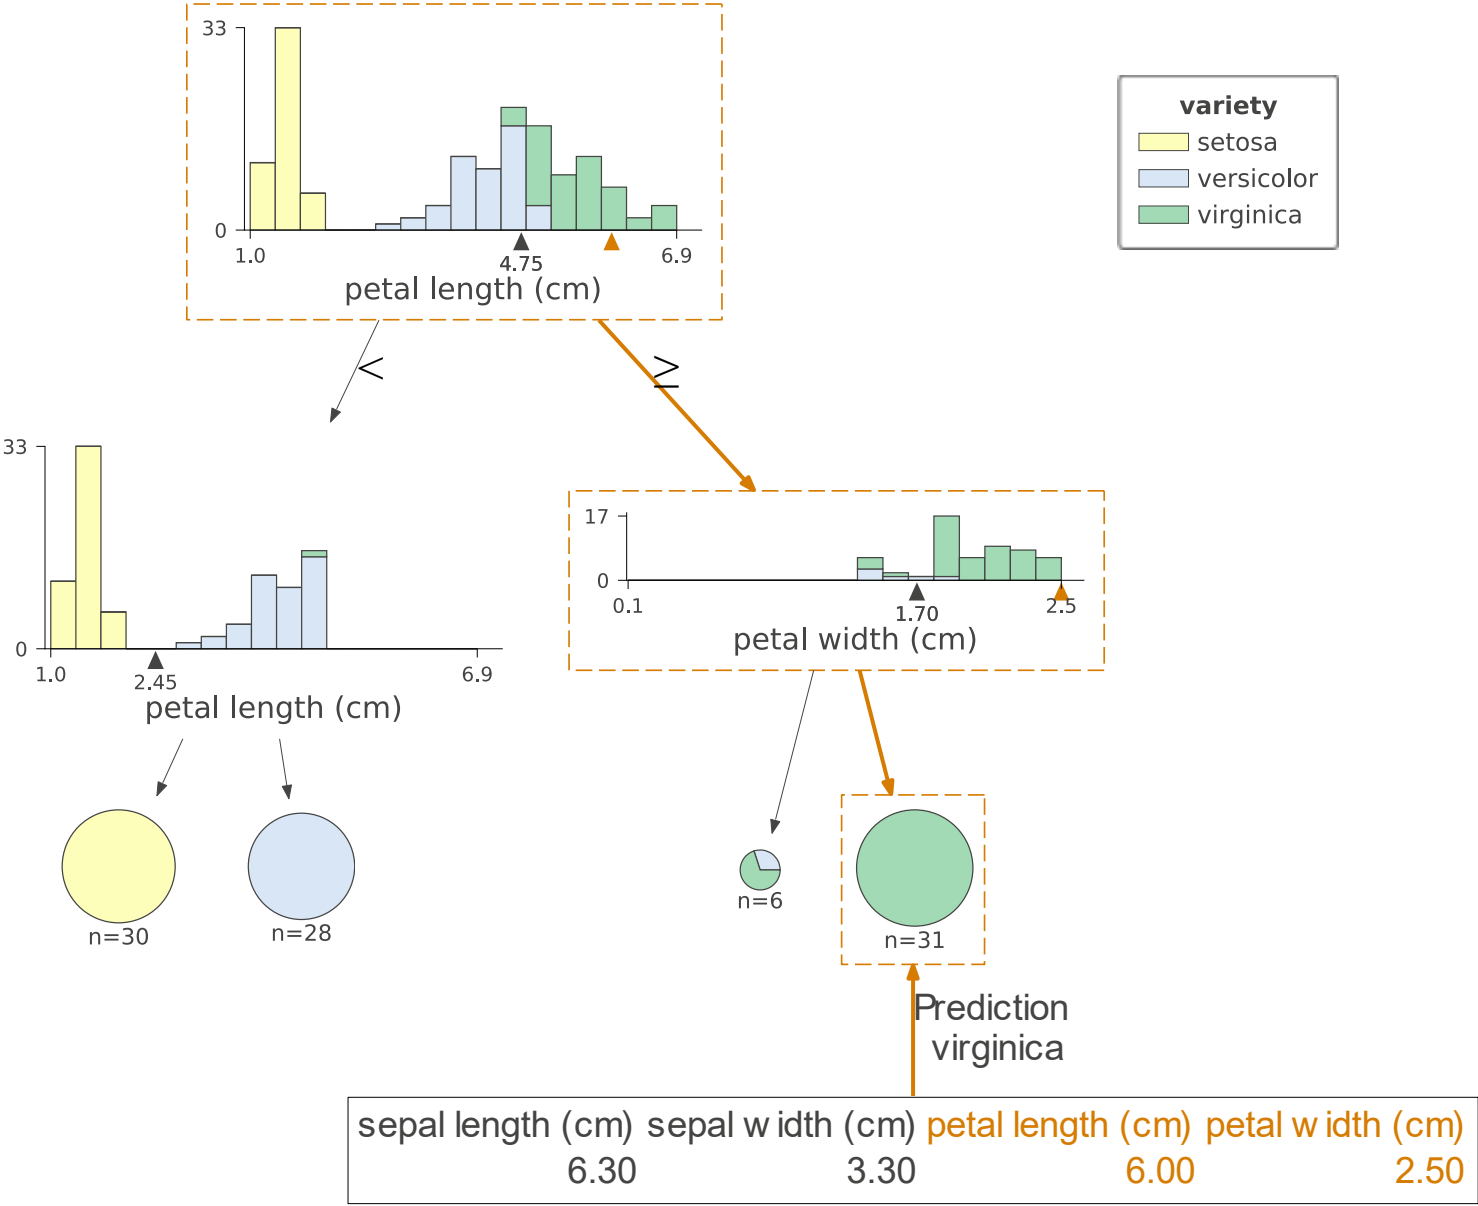 33
0
1.0
4.75
6.9
petal length (cm)
variety
setosa
versicolor
virginica
<
≥
33
0
1.0
2.45
6.9
petal length (cm)
17
0
0.1
1.70
2.5
petal width (cm)
n=30
n=28
n=6
n=31
Prediction
virginica
sepal length (cm) sepal width (cm) petal length (cm) petal width (cm)
6.30 3.30 6.00 2.50